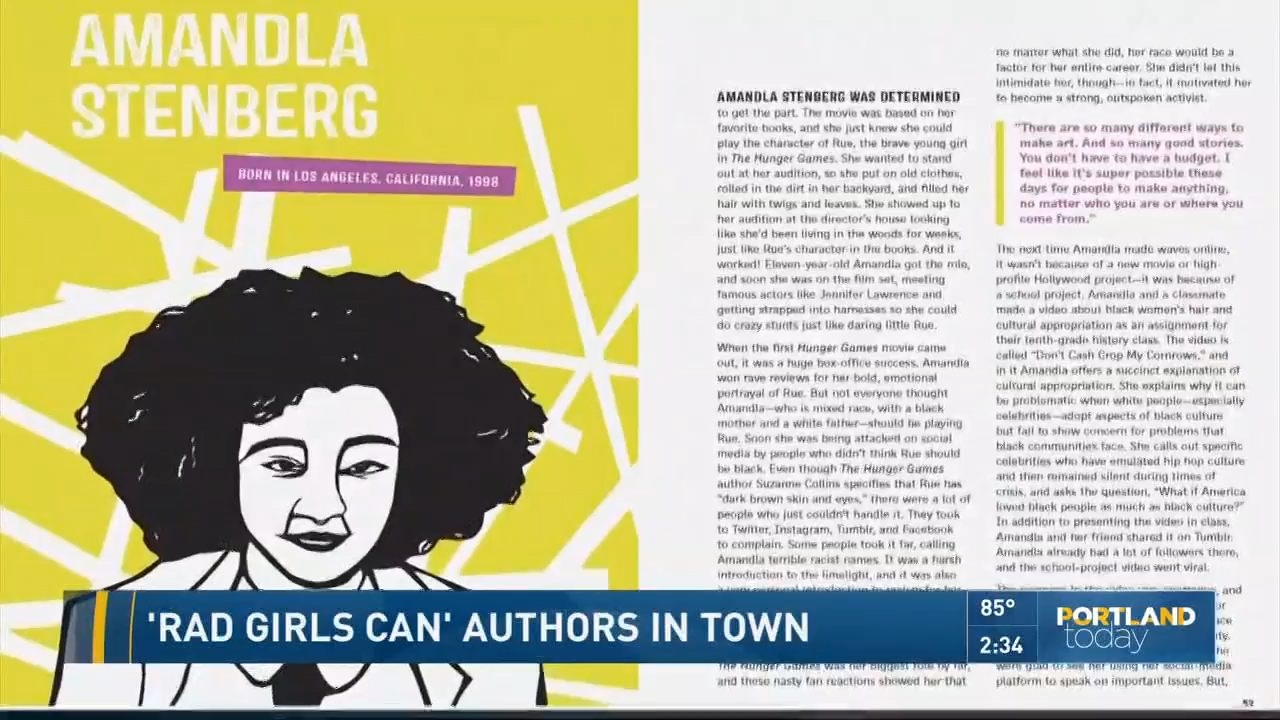 AMANDLA
STENBERG
BORN IN LOS ANGELES, CALIFORNIA, 1998
AMANDLA STENBERG WAS DETERMINED
to get the part. The movie was based on her
favorite books, and she just knew she could
play the character of Rue, the brave young girl
in The Hunger Games. She wanted to stand
out at her audition, so she put on old clothes,
rolled in the dirt in her backyard, and filled her
hair with twigs and leaves. She showed up to
her audition at the director's house looking
like she'd been living in the woods for weeks,
just like Rue's character in the books. And it
worked! Eleven-year-old Amandla got the role,
and soon she was on the film set, meeting
famous actors like Jennifer Lawrence and
getting strapped into harnesses so she could
do crazy stunts just like daring little Rue.
When the first Hunger Games movie came
out, it was a huge box-office success. Amandla
won rave reviews for her bold, emotional
portrayal of Rue. But not everyone thought
Amandla—who is mixed race, with a black
mother and a white father—should be playing
Rue. Soon she was being attacked on social
media by people who didn't think Rue should
be black. Even though The Hunger Games
author Suzanne Collins specifies that Rue has
"dark brown skin and eyes," there were a lot of
people who just couldn't handle it. They took
to Twitter, Instagram, Tumblr, and Facebook
to complain. Some people took it far, calling
Amandla terrible racist names. It was a harsh
introduction to the limelight, and it was also
The Hunger Games was her biggest role by far,
and these nasty fan reactions showed her that
no matter what she did, her race would be a
factor for her entire career. She didn't let this
intimidate her, though—in fact, it motivated her
to become a strong, outspoken activist.
"There are so many different ways to
make art. And so many good stories.
You don't have to have a budget. I
feel like it's super possible these
days for people to make anything,
no matter who you are or where you
come from."
The next time Amandla made waves online,
it wasn't because of a new movie or high-
profile Hollywood project—it was because of
a school project. Amandla and a classmate
made a video about black women's hair and
cultural appropriation as an assignment for
their tenth-grade history class. The video is
called "Don't Cash Crop My Cornrows," and
in it Amandla offers a succinct explanation of
cultural appropriation. She explains why it can
be problematic when white people—especially
celebrities—adopt aspects of black culture
but fail to show concern for problems that
black communities face. She calls out specific
celebrities who have emulated hip hop culture
and then remained silent during times of
crisis, and asks the question, "What if America
loved black people as much as black culture?"
In addition to presenting the video in class,
Amandla and her friend shared it on Tumblr.
Amandla already had a lot of followers there,
and the school-project video went viral.
and
were glad to see her using her social media
platform to speak on important issues. But,
'RAD GIRLS CAN' AUTHORS IN TOWN
85°
2:34
PORTLAND
today